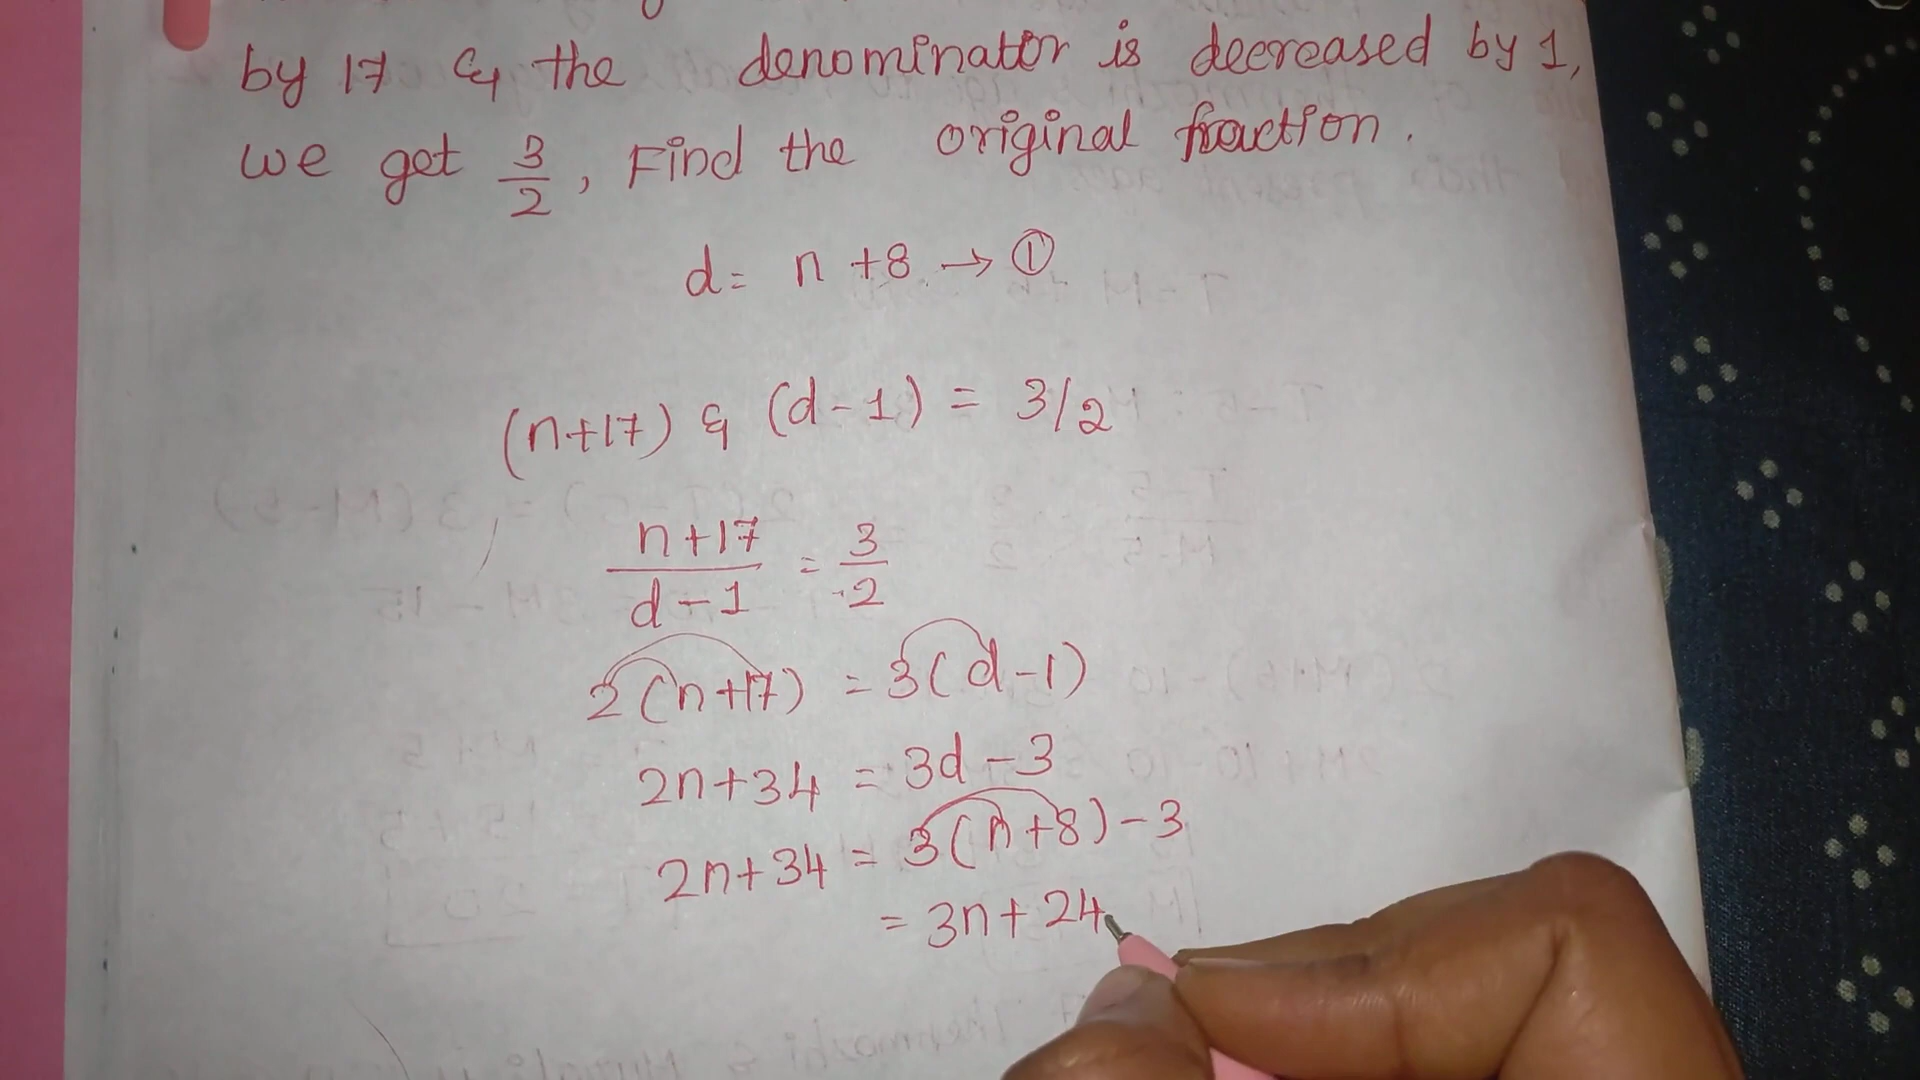 by 17 & the denominator is decreased by 1,
we get 3/2, Find the original fraction.
d = n + 8 → ①
(n+17) & (d-1) = 3/2
n+17/d-1 = 3/2
2(n+17) = 3(d-1)
2n+34 = 3d-3
2n+34 = 3(n+8)-3
= 3n+24